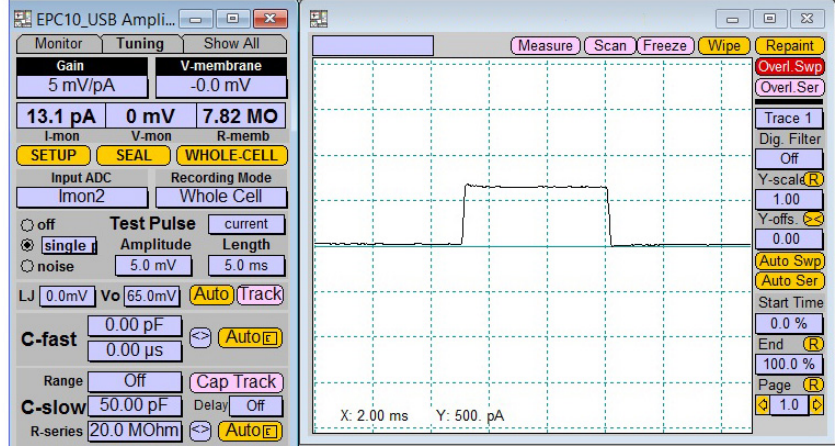 EPC10_USB Ampli...
Monitor Tuning Show All
Gain V-membrane
5 mV/pA -0.0 mV
13.1 pA 0 mV 7.82 MO
I-mon V-mon R-memb
SETUP SEAL WHOLE-CELL
Input ADC Recording Mode
Imon2 Whole Cell
off Test Pulse current
single p Amplitude Length
noise 5.0 mV 5.0 ms
LJ 0.0mV Vo 65.0mV Auto Track
C-fast 0.00 pF <> Auto E
0.00 µs
Range Off Cap Track
C-slow 50.00 pF Delay Off
R-series 20.0 MOhm <> Auto E
Measure Scan Freeze Wipe Repaint
X: 2.00 ms Y: 500. pA
Overl.Swp
Overl.Ser
Trace 1
Dig. Filter
Off
Y-scale R
1.00
Y-offs. ><
0.00
Auto Swp
Auto Ser
Start Time
0.0 %
End R
100.0 %
Page R
1.0